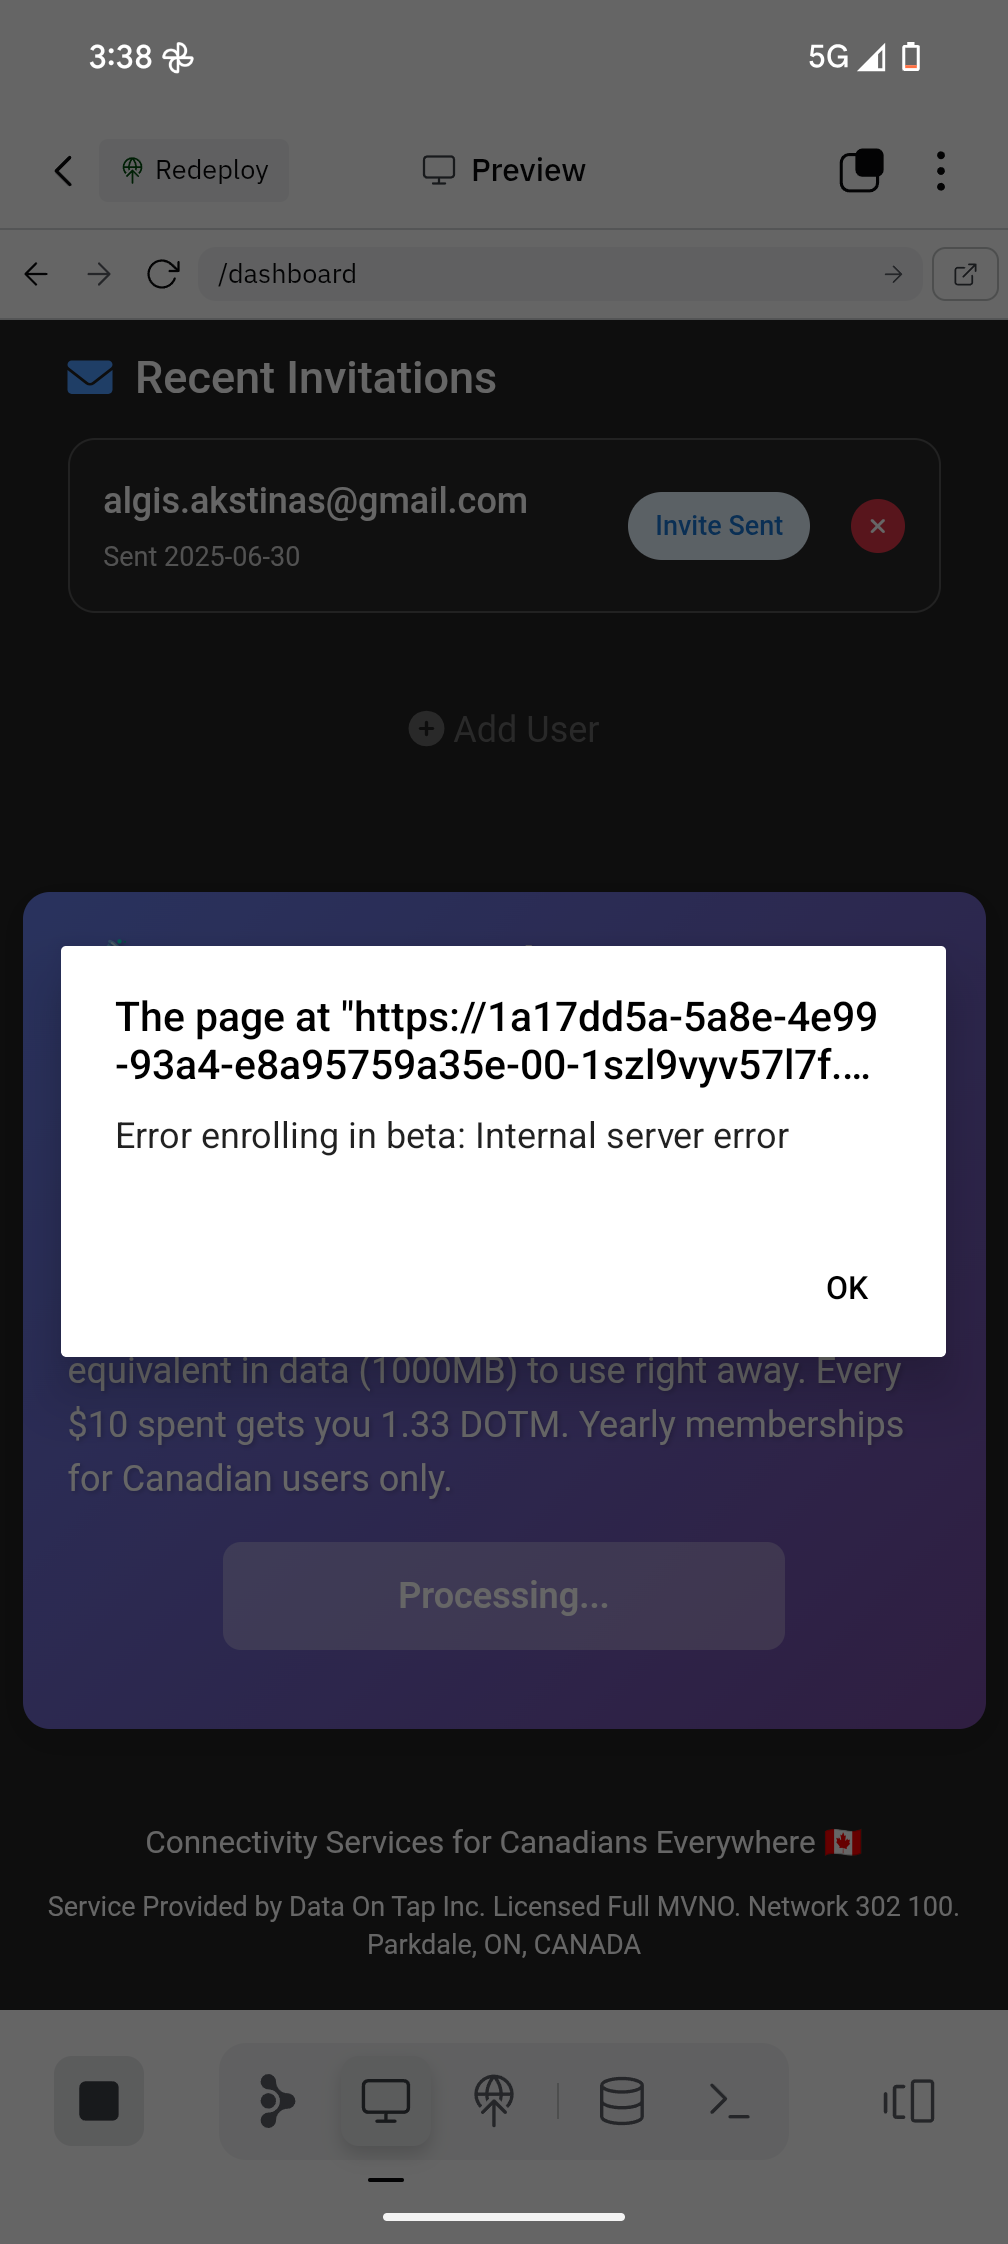 3:38
5G
Redeploy
Preview
/dashboard
Recent Invitations
algis.akstinas@gmail.com
Sent 2025-06-30
Invite Sent
Add User
The page at "https://1a17dd5a-5a8e-4e99
-93a4-e8a95759a35e-00-1szl9vyv57l7f.…
Error enrolling in beta: Internal server error
OK
equivalent in data (1000MB) to use right away. Every
$10 spent gets you 1.33 DOTM. Yearly memberships
for Canadian users only.
Processing...
Connectivity Services for Canadians Everywhere 🇨🇦
Service Provided by Data On Tap Inc. Licensed Full MVNO. Network 302 100.
Parkdale, ON, CANADA